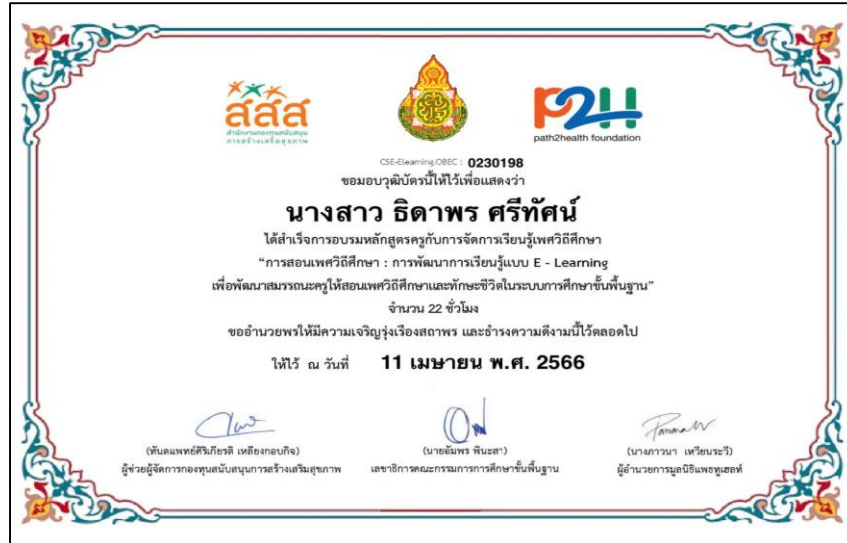 สสส
สำนักงานกองทุนสนับสนุน
การสร้างเสริมสุขภาพ
P2H
path2health foundation
CSE-Elearning.OBEC : 0230198
ขอมอบวุฒิบัตรนี้ให้ไว้เพื่อแสดงว่า
นางสาว ธิดาพร ศรีทัศน์
ได้สำเร็จการอบรมหลักสูตรครูกับการจัดการเรียนรู้เพศวิถีศึกษา
“การสอนเพศวิถีศึกษา : การพัฒนาการเรียนรู้แบบ E - Learning
เพื่อพัฒนาสมรรถนะครูให้สอนเพศวิถีศึกษาและทักษะชีวิตในระบบการศึกษาขั้นพื้นฐาน”
จำนวน 22 ชั่วโมง
ขออำนวยพรให้มีความเจริญรุ่งเรืองสถาพร และธำรงความดีงามนี้ไว้ตลอดไป
ให้ไว้ ณ วันที่ 11 เมษายน พ.ศ. 2566
(ทันตแพทย์ศิริเกียรติ เหลียงกอบกิจ) (นายอัมพร พินะสา) (นางภาวนา เหวียนระวี)
ผู้ช่วยผู้จัดการกองทุนสนับสนุนการสร้างเสริมสุขภาพ เลขาธิการคณะกรรมการการศึกษาขั้นพื้นฐาน ผู้อำนวยการมูลนิธิแพธทูเฮลท์